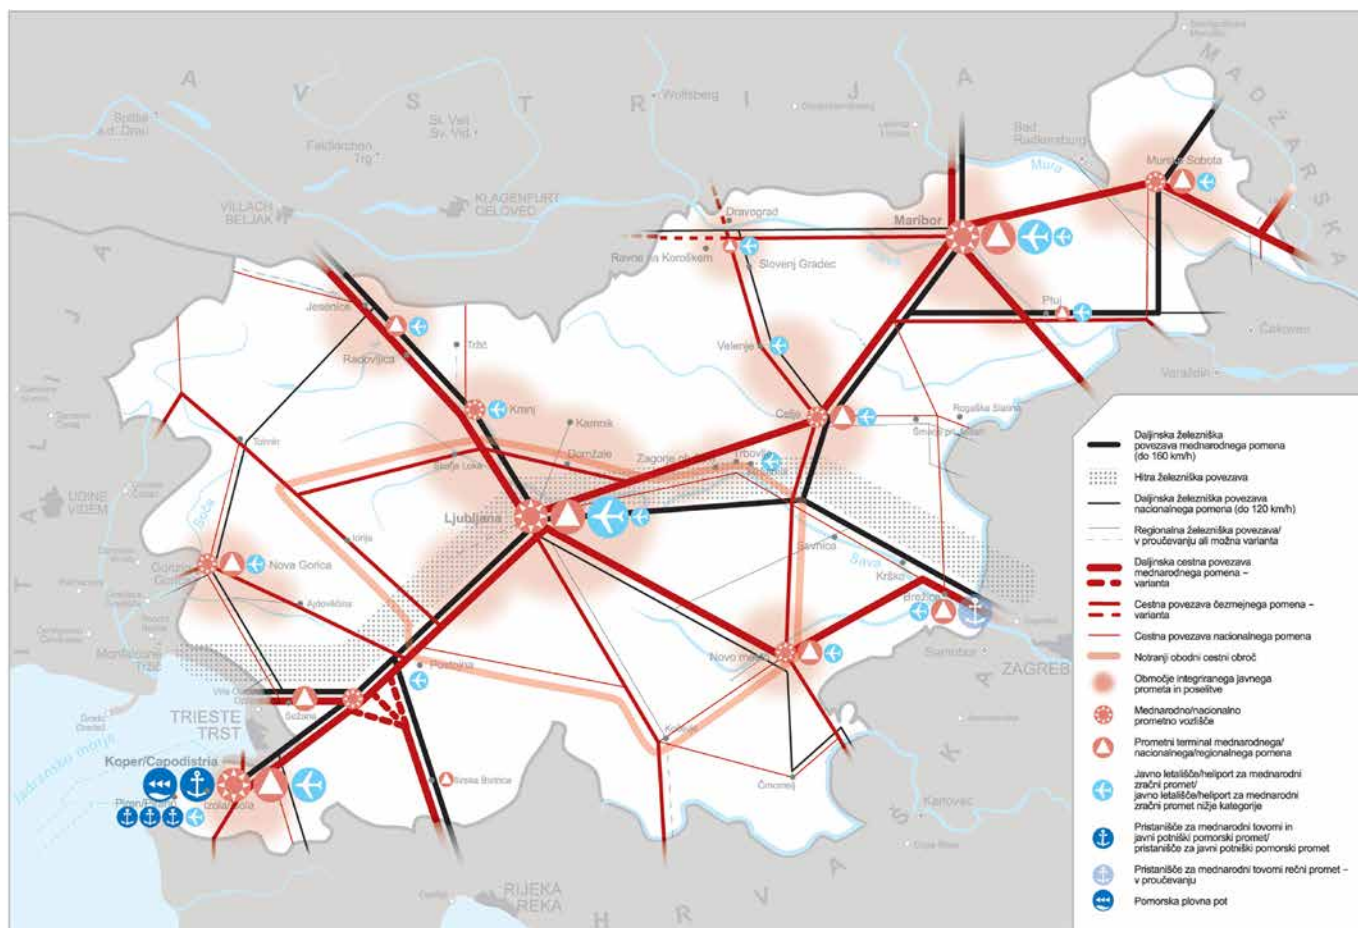 AVSTRIJA
MADŽARSKA
ITALIJA
HRVAŠKA
Wolfsberg
Spittal
a.d. Drau
St. Veit
Feldkirchen
Trg
VILLACH
BELJAK
KLAGENFURT
CELOVEC
Bad
Radkersburg
Mura
Murska Sobota
Dravograd
Maribor
Ravne na Koroškem
Slovenj Gradec
Jesenice
Radovljica
Tržič
Velenje
Ptuj
Čakovec
Varaždin
Kranj
Kamnik
Celje
Rogaška Slatina
Tolmin
Škofja Loka
Domžale
Trbovlje
UDINE
VIDEM
Soča
Ljubljana
Idrija
Sevnica
Sava
Krško
Brežice
Gorizia
Gorica
Nova Gorica
Ajdovščina
Novo mesto
Samobor
ZAGREB
Postojna
Monfalcone
Tržič
Sežana
TRIESTE
TRST
Kočevje
Črnomelj
Ilirska Bistrica
Jadransko morje
Koper/Capodistria
Piran/Pirano
Izola/Isola
Karlovec
RIJEKA
REKA
Daljinska železniška
povezava mednarodnega pomena
(do 160 km/h)
Hitra železniška povezava
Daljinska železniška povezava
nacionalnega pomena (do 120 km/h)
Regionalna železniška povezava/
v proučevanju ali možna varianta
Daljinska cestna povezava
mednarodnega pomena –
varianta
Cestna povezava čezmejnega pomena –
varianta
Cestna povezava nacionalnega pomena
Notranji obodni cestni obroč
Območje integriranega javnega
prometa in poselitve
Mednarodno/nacionalno
prometno vozlišče
Prometni terminal mednarodnega/
nacionalnega/regionalnega pomena
Javno letališče/heliport za mednarodni
zračni promet/
javno letališče/heliport za mednarodni
zračni promet nižje kategorije
Pristanišče za mednarodni tovorni in
javni potniški pomorski promet/
pristanišče za javni potniški pomorski promet
Pristanišče za mednarodni tovorni rečni promet –
v proučevanju
Pomorska plovna pot